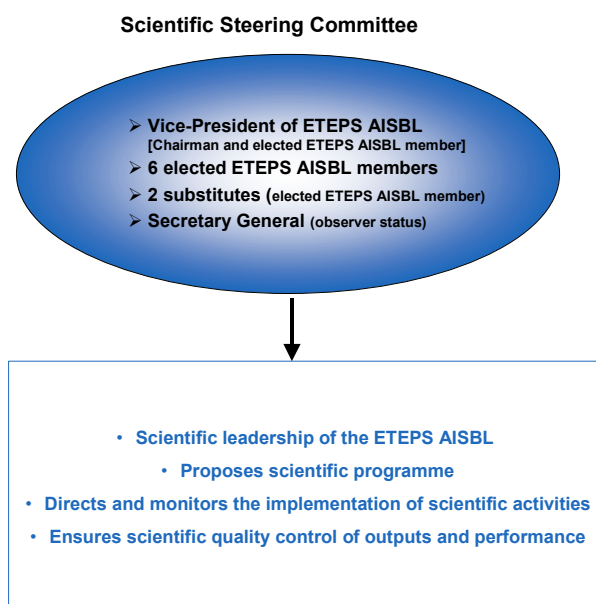 Scientific Steering Committee
➢ Vice-President of ETEPS AISBL
[Chairman and elected ETEPS AISBL member]
➢ 6 elected ETEPS AISBL members
➢ 2 substitutes (elected ETEPS AISBL member)
➢ Secretary General (observer status)
• Scientific leadership of the ETEPS AISBL
• Proposes scientific programme
• Directs and monitors the implementation of scientific activities
• Ensures scientific quality control of outputs and performance